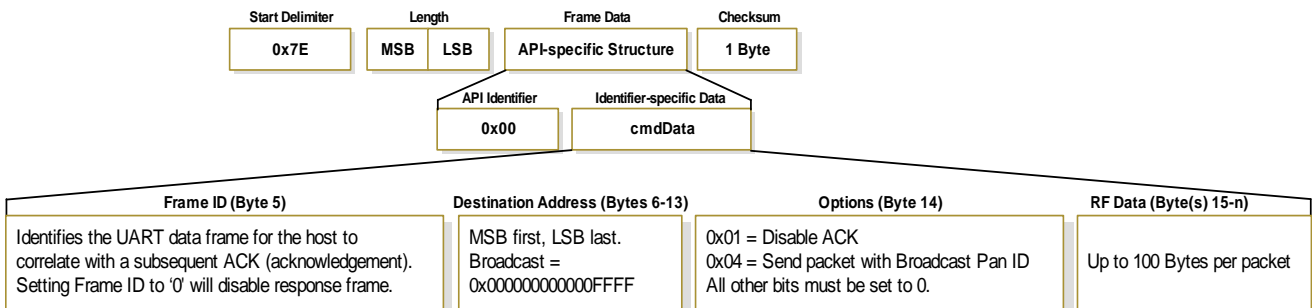 Start Delimiter
Length
Frame Data
Checksum
0x7E
MSB
LSB
API-specific Structure
1 Byte
API Identifier
Identifier-specific Data
0x00
cmdData
Frame ID (Byte 5)
Identifies the UART data frame for the host to
correlate with a subsequent ACK (acknowledgement).
Setting Frame ID to ‘0’ will disable response frame.
Destination Address (Bytes 6-13)
MSB first, LSB last.
Broadcast =
0x000000000000FFFF
Options (Byte 14)
0x01 = Disable ACK
0x04 = Send packet with Broadcast Pan ID
All other bits must be set to 0.
RF Data (Byte(s) 15-n)
Up to 100 Bytes per packet